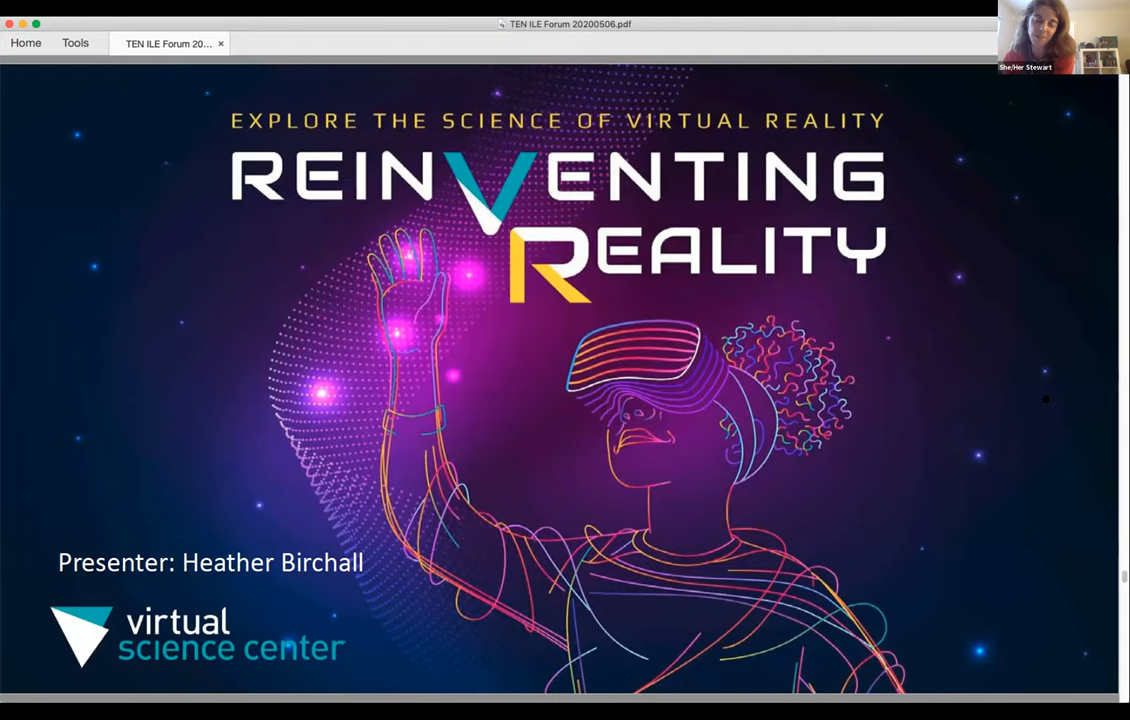 TEN ILE Forum 20200506.pdf
Home
Tools
TEN ILE Forum 20... ×
She/Her Stewart
EXPLORE THE SCIENCE OF VIRTUAL REALITY
REINVENTING
REALITY
Presenter: Heather Birchall
virtual
science center